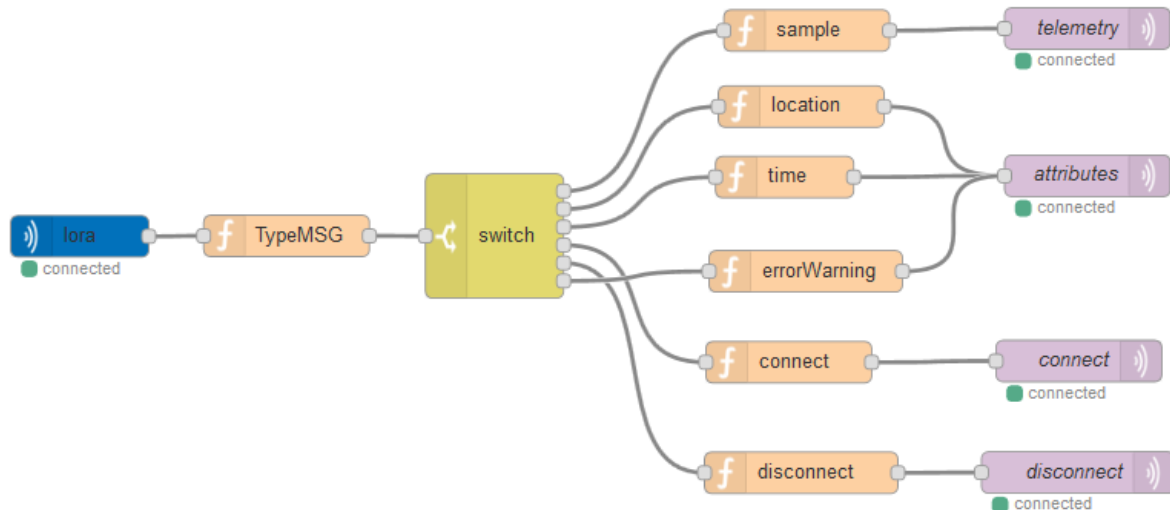 sample
telemetry
connected
location
time
attributes
connected
lora
connected
TypeMSG
switch
errorWarning
connect
connect
connected
disconnect
disconnect
connected